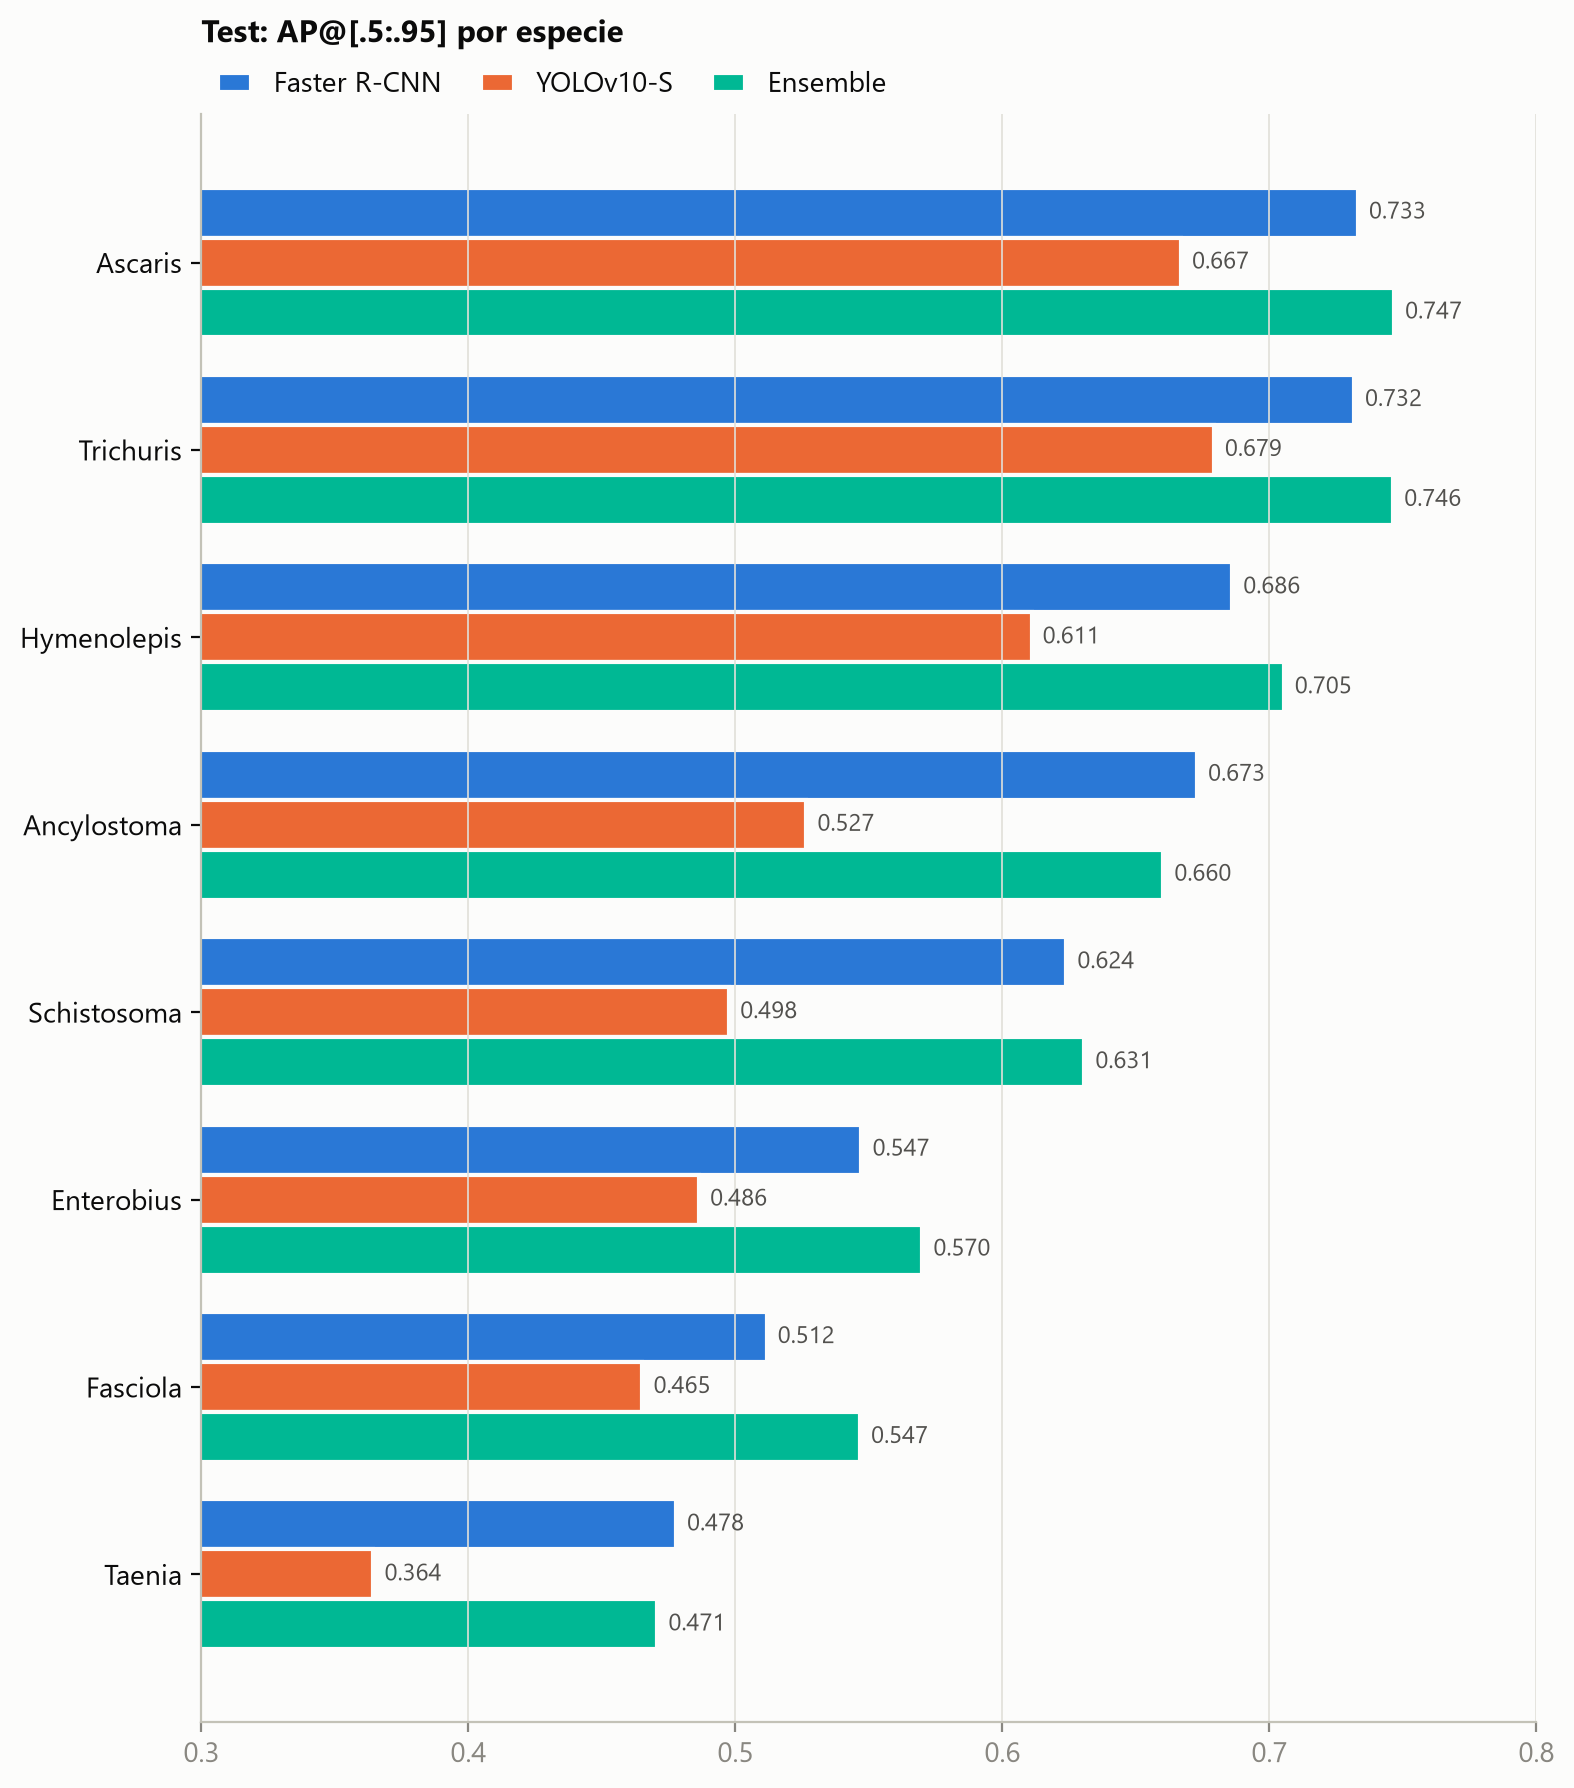 Test: AP@[.5:.95] por especie
Faster R-CNN YOLOv10-S Ensemble
0.733
Ascaris 0.667
0.747
0.732
Trichuris 0.679
0.746
0.686
Hymenolepis 0.611
0.705
0.673
Ancylostoma 0.527
0.660
0.624
Schistosoma 0.498
0.631
0.547
Enterobius 0.486
0.570
0.512
Fasciola 0.465
0.547
0.478
Taenia 0.364
0.471
0.3 0.4 0.5 0.6 0.7 0.8